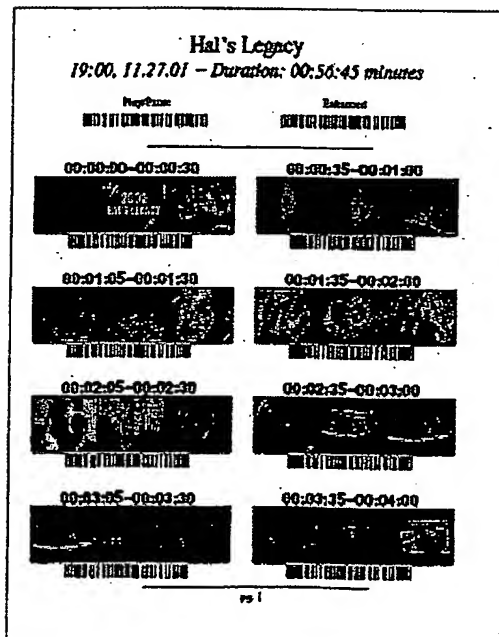 Hal's Legacy
19:00, 11.27.01 – Duration: 00:56:45 minutes
Play/Pause Enhanced
00:00:00–00:00:30 00:00:35–00:01:00
00:01:05–00:01:30 00:01:35–00:02:00
00:02:05–00:02:30 00:02:35–00:03:00
00:03:05–00:03:30 00:03:35–00:04:00
pg 1